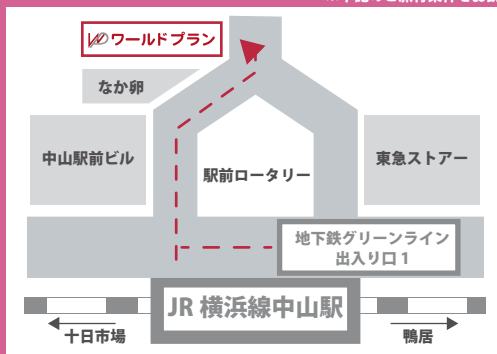 ワールドプラン
なか卵
中山駅前ビル
駅前ロータリー
東急ストアー
地下鉄グリーンライン
出入り口1
JR 横浜線中山駅
十日市場
鴨居